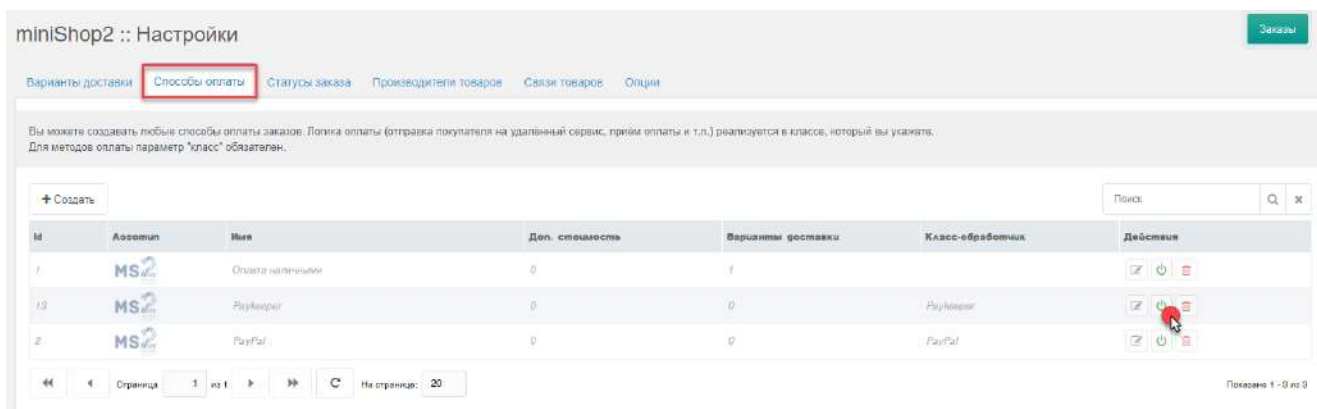 miniShop2 :: Настройки
Заказы
Варианты доставки Способы оплаты Статусы заказа Производители товаров Связи товаров Опции
Вы можете создавать любые способы оплаты заказов. Логика оплаты (отправка покупателя на удалённый сервис, приём оплаты и т.п.) реализуется в классе, который вы укажете.
Для методов оплаты параметр "класс" обязателен.
+ Создать Поиск
Id Логотип Имя Доп. стоимость Варианты доставки Класс-обработчик Действия
1 MS2 Оплата наличными 0 1
13 MS2 Paykeeper 0 0 Paykeeper
2 MS2 PayPal 0 0 PayPal
Страница 1 из 1 На странице: 20 Показано 1 - 3 из 3